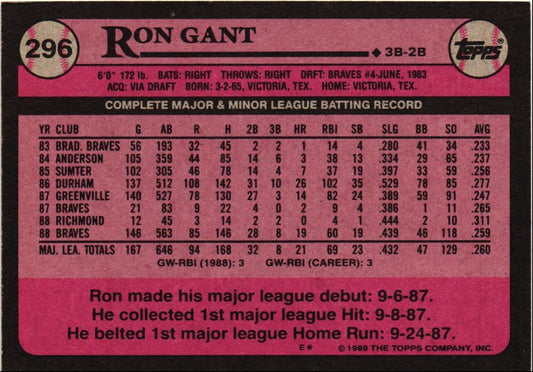 296
RON GANT
◆ 3B-2B
Topps
6'0" 172 lb. BATS: RIGHT THROWS: RIGHT DRFT: BRAVES #4-JUNE, 1983
ACQ: VIA DRAFT BORN: 3-2-65, VICTORIA, TEX. HOME: VICTORIA, TEX.
COMPLETE MAJOR & MINOR LEAGUE BATTING RECORD
YR CLUB G AB R H 2B 3B HR RBI SB SLG BB SO AVG
83 BRAD. BRAVES 56 193 32 45 2 2 1 14 4 .280 41 34 .233
84 ANDERSON 105 359 44 85 14 6 3 38 13 .334 29 65 .237
85 SUMTER 102 305 46 78 14 4 7 37 19 .397 33 59 .256
86 DURHAM 137 512 108 142 31 10 26 102 35 .529 78 85 .277
87 GREENVILLE 140 527 78 130 27 3 14 82 24 .389 59 91 .247
87 BRAVES 21 83 9 22 4 0 2 9 4 .386 1 11 .265
88 RICHMOND 12 45 3 14 2 2 0 4 1 .444 2 10 .311
88 BRAVES 146 563 85 146 28 8 19 60 19 .439 46 118 .259
MAJ. LEA. TOTALS 167 646 94 168 32 8 21 69 23 .432 47 129 .260
GW-RBI (1988): 3 GW-RBI (CAREER): 3
Ron made his major league debut: 9-6-87.
He collected 1st major league Hit: 9-8-87.
He belted 1st major league Home Run: 9-24-87.
E* © 1989 THE TOPPS COMPANY, INC.